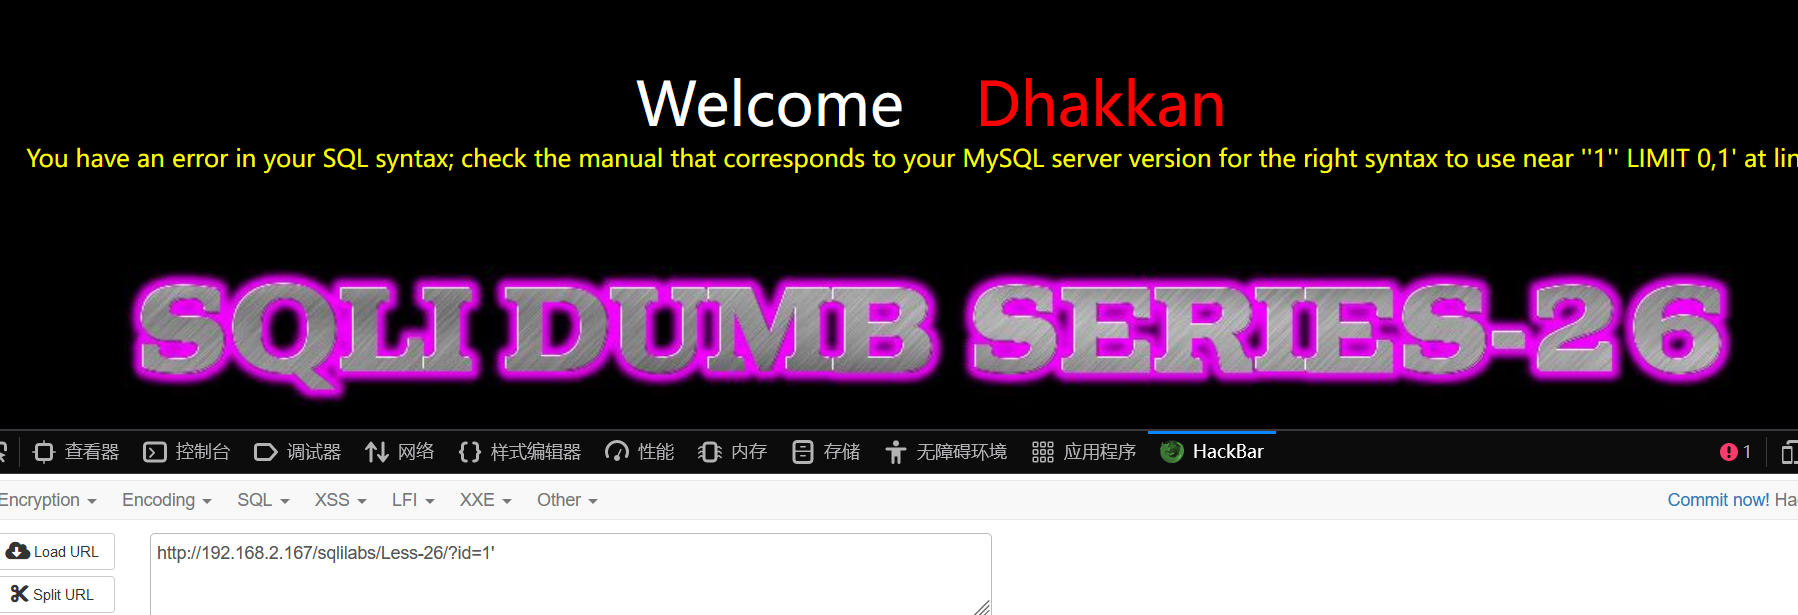 Welcome Dhakkan
You have an error in your SQL syntax; check the manual that corresponds to your MySQL server version for the right syntax to use near ''1'' LIMIT 0,1' at lin
SQLI DUMB SERIES-26
查看器 控制台 调试器 网络 样式编辑器 性能 内存 存储 无障碍环境 应用程序 HackBar 1
Encryption Encoding SQL XSS LFI XXE Other Commit now! Ha
Load URL http://192.168.2.167/sqlilabs/Less-26/?id=1'
Split URL